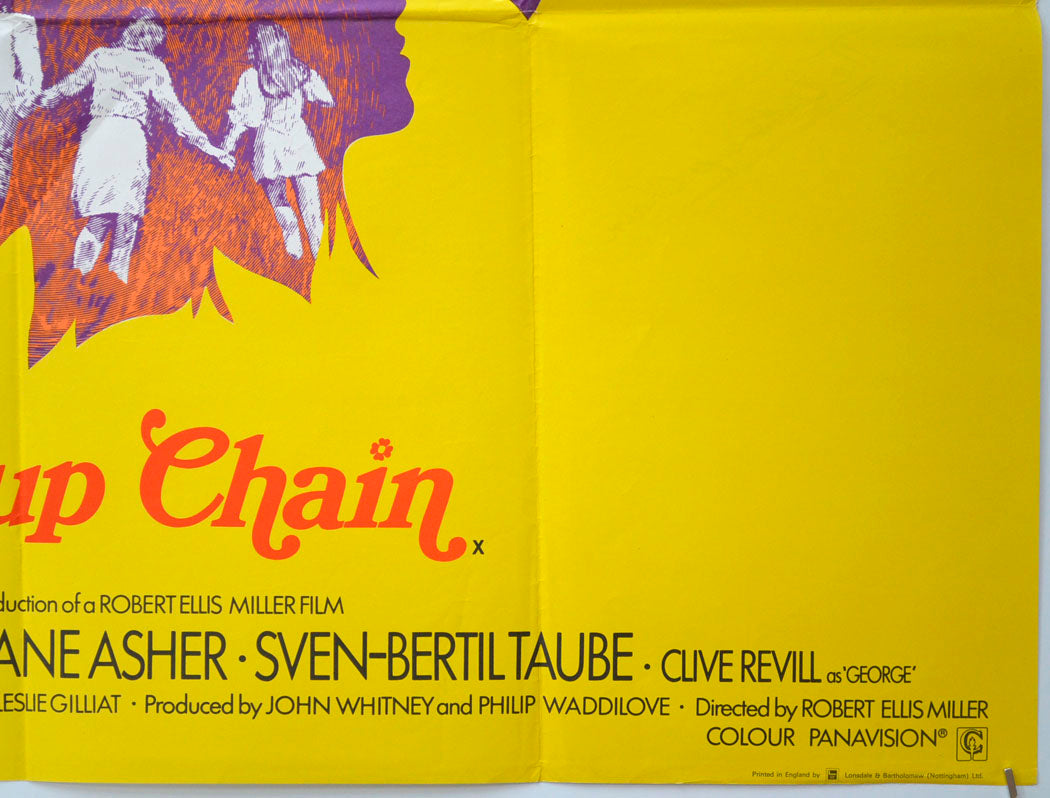 up Chain x
duction of a ROBERT ELLIS MILLER FILM
ANE ASHER · SVEN-BERTIL TAUBE · CLIVE REVILL as 'GEORGE'
LESLIE GILLIAT · Produced by JOHN WHITNEY and PHILIP WADDILOVE · Directed by ROBERT ELLIS MILLER
COLOUR PANAVISION®
Printed in England by Lonsdale & Bartholomew (Nottingham) Ltd.